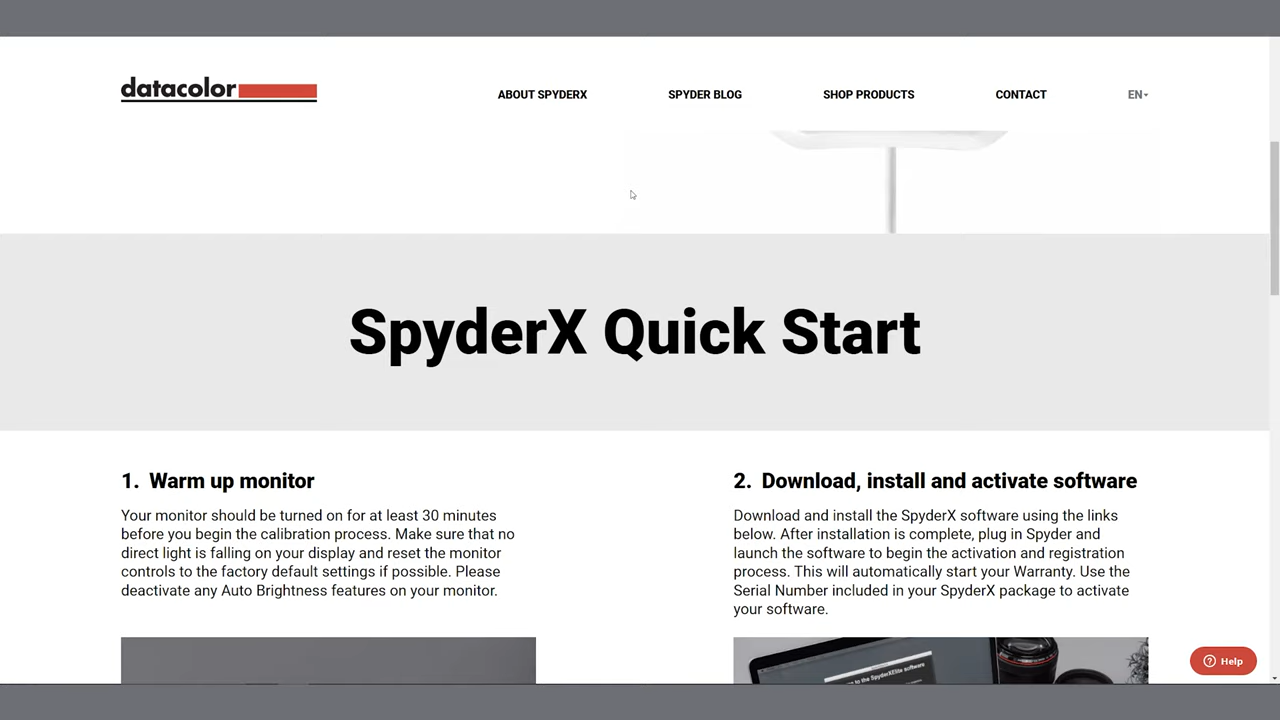 datacolor
ABOUT SPYDERX
SPYDER BLOG
SHOP PRODUCTS
CONTACT
EN
SpyderX Quick Start
1. Warm up monitor
Your monitor should be turned on for at least 30 minutes
before you begin the calibration process. Make sure that no
direct light is falling on your display and reset the monitor
controls to the factory default settings if possible. Please
deactivate any Auto Brightness features on your monitor.
2. Download, install and activate software
Download and install the SpyderX software using the links
below. After installation is complete, plug in Spyder and
launch the software to begin the activation and registration
process. This will automatically start your Warranty. Use the
Serial Number included in your SpyderX package to activate
your software.
to the SpyderXElite software
? Help